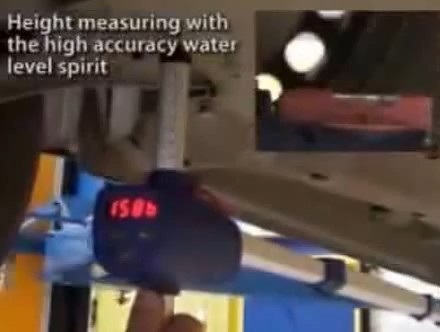 Height measuring with
the high accuracy water
level spirit
1586